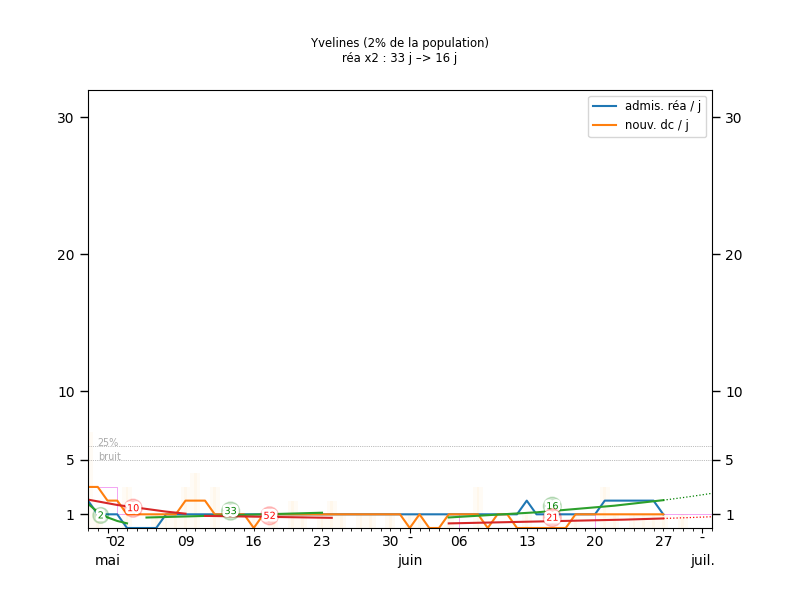 Yvelines (2% de la population)
réa x2 : 33 j –> 16 j
admis. réa / j
nouv. dc / j
30 30
20 20
10 10
25%
5 bruit 5
1 2 10 33 52 16 21 1
02 09 16 23 30 06 13 20 27
mai juin juil.